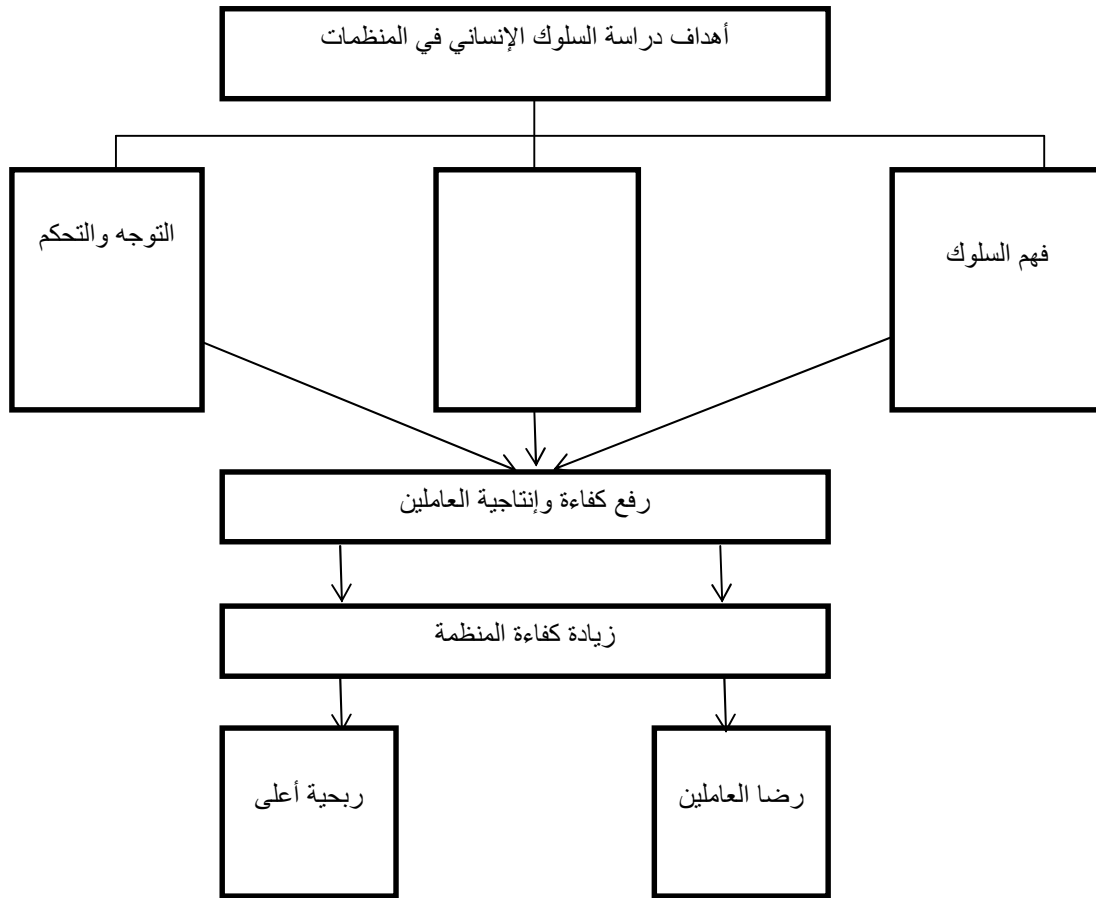 أهداف دراسة السلوك الإنساني في المنظمات
فهم السلوك
التوجه والتحكم
رفع كفاءة وإنتاجية العاملين
زيادة كفاءة المنظمة
رضا العاملين
ربحية أعلى